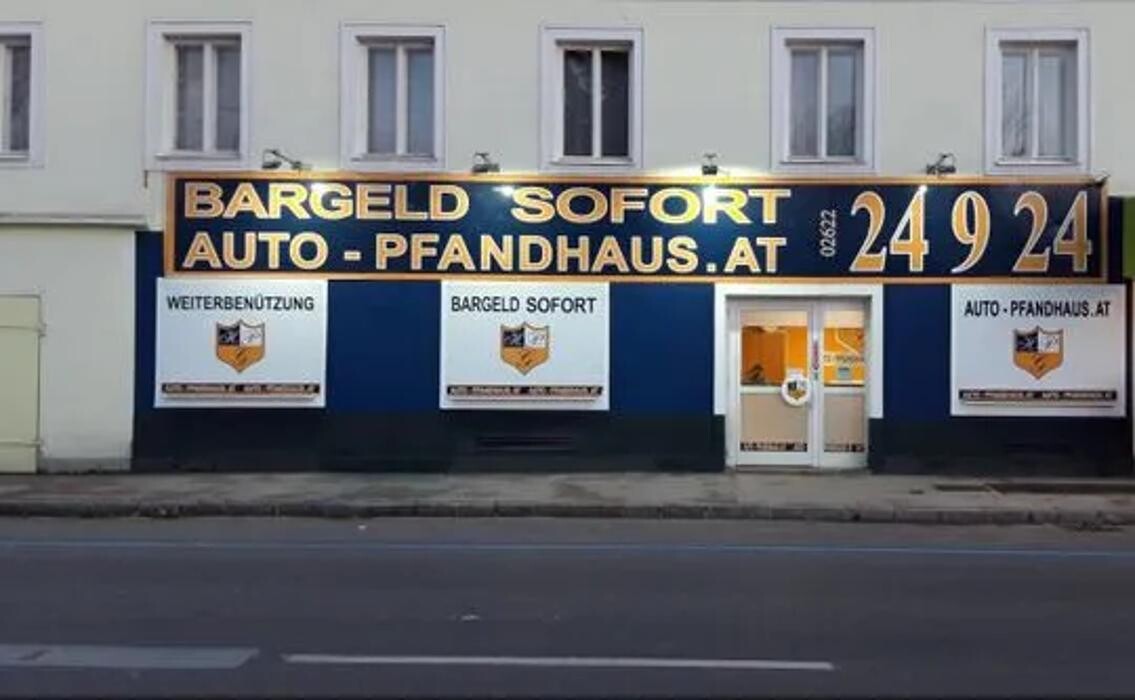 BARGELD SOFORT
AUTO - PFANDHAUS.AT
02622
24 9 24
WEITERBENÜTZUNG
BARGELD SOFORT
AUTO - PFANDHAUS.AT